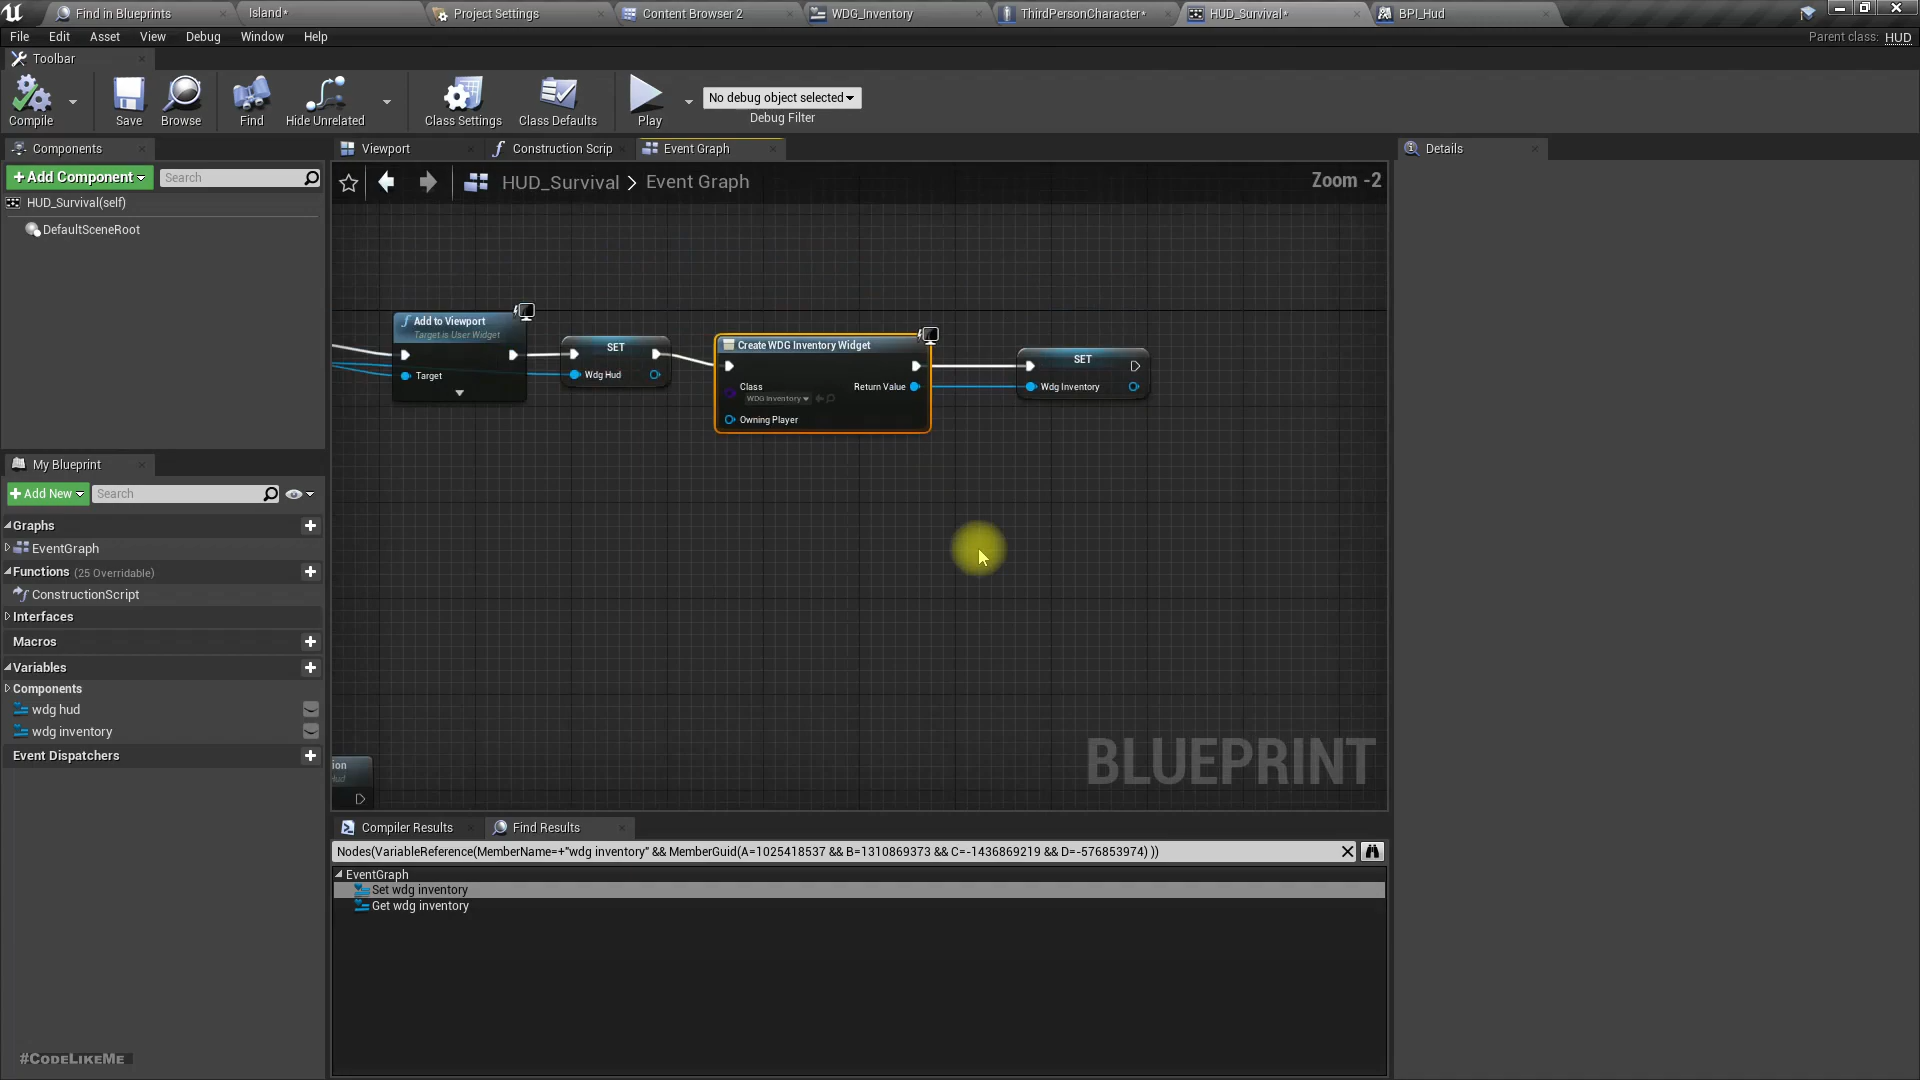 Find in Blueprints
Island*
Project Settings
Content Browser 2
WDG_Inventory
ThirdPersonCharacter*
HUD_Survival*
BPI_Hud
File
Edit
Asset
View
Debug
Window
Help
Parent class: HUD
Toolbar
Compile
Save
Browse
Find
Hide Unrelated
Class Settings
Class Defaults
Play
No debug object selected
Debug Filter
Components
Viewport
Construction Scrip
Event Graph
Details
+Add Component
Search
HUD_Survival > Event Graph
Zoom -2
HUD_Survival(self)
DefaultSceneRoot
Add to Viewport
Target is User Widget
Target
SET
Wdg Hud
Create WDG Inventory Widget
Class
WDG Inventory
Return Value
Owning Player
SET
Wdg Inventory
My Blueprint
+Add New
Search
Graphs
EventGraph
Functions (25 Overridable)
ConstructionScript
Interfaces
Macros
Variables
Components
wdg hud
wdg inventory
Event Dispatchers
ion
BLUEPRINT
Compiler Results
Find Results
Nodes(VariableReference(MemberName=+"wdg inventory" && MemberGuid(A=1025418537 && B=1310869373 && C=-1436869219 && D=-576853974) ))
EventGraph
Set wdg inventory
Get wdg inventory
#CodeLikeMe